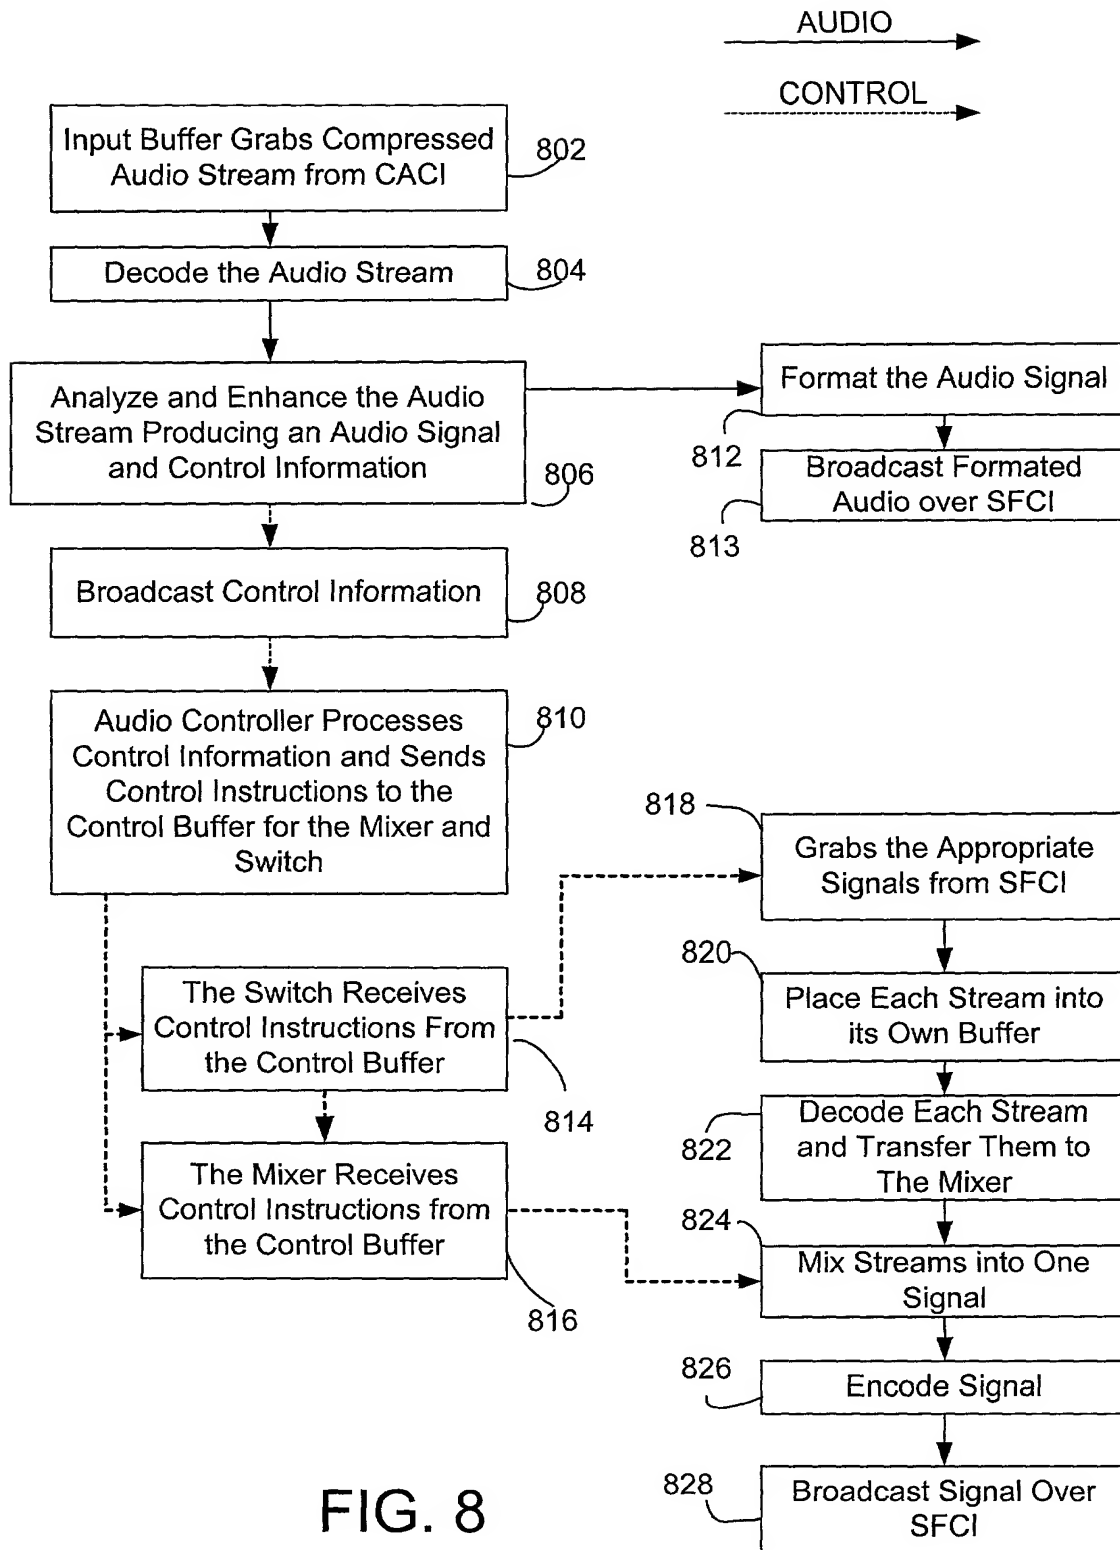 AUDIO
CONTROL
Input Buffer Grabs Compressed
Audio Stream from CACI
802
Decode the Audio Stream
804
Analyze and Enhance the Audio
Stream Producing an Audio Signal
and Control Information
806
Format the Audio Signal
812
Broadcast Formated
Audio over SFCI
813
Broadcast Control Information
808
Audio Controller Processes
Control Information and Sends
Control Instructions to the
Control Buffer for the Mixer and
Switch
810
The Switch Receives
Control Instructions From
the Control Buffer
814
The Mixer Receives
Control Instructions from
the Control Buffer
816
818
Grabs the Appropriate
Signals from SFCI
820
Place Each Stream into
its Own Buffer
822
Decode Each Stream
and Transfer Them to
The Mixer
824
Mix Streams into One
Signal
826
Encode Signal
828
Broadcast Signal Over
SFCI
FIG. 8